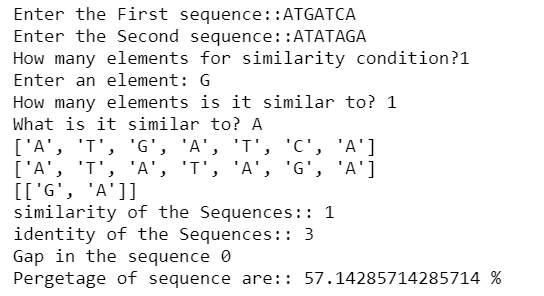 Enter the First sequence::ATGATCA
Enter the Second sequence::ATATAGA
How many elements for similarity condition?1
Enter an element: G
How many elements is it similar to? 1
What is it similar to? A
['A', 'T', 'G', 'A', 'T', 'C', 'A']
['A', 'T', 'A', 'T', 'A', 'G', 'A']
[['G', 'A']]
similarity of the Sequences:: 1
identity of the Sequences:: 3
Gap in the sequence 0
Pergetage of sequence are:: 57.14285714285714 %